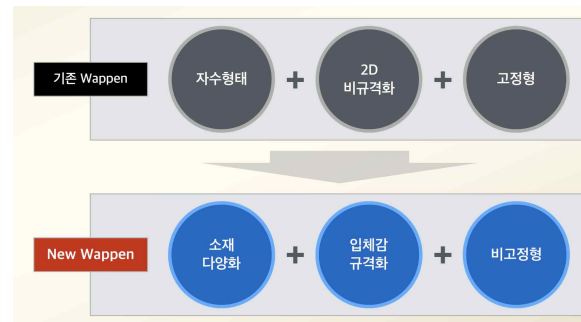 기존 Wappen
자수형태
+
2D
비규격화
+
고정형
New Wappen
소재
다양화
+
입체감
규격화
+
비고정형